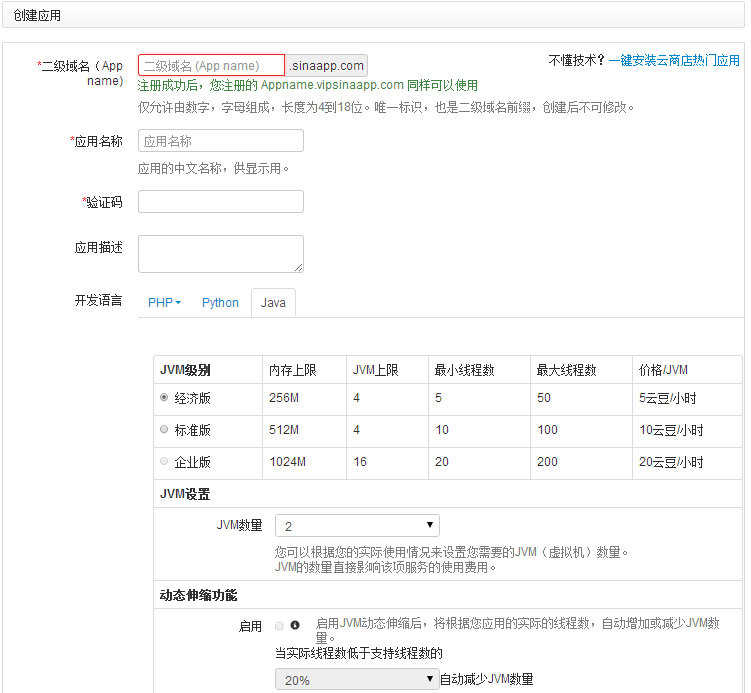 创建应用
*二级域名（App name)
二级域名 (App name) .sinaapp.com
不懂技术？一键安装云商店热门应用
注册成功后，您注册的 Appname.vipsinaapp.com 同样可以使用
仅允许由数字，字母组成，长度为4到18位。唯一标识，也是二级域名前缀，创建后不可修改。
*应用名称 应用名称
应用的中文名称，供显示用。
*验证码
应用描述
开发语言 PHP Python Java
JVM级别 内存上限 JVM上限 最小线程数 最大线程数 价格/JVM
经济版 256M 4 5 50 5云豆/小时
标准版 512M 4 10 100 10云豆/小时
企业版 1024M 16 20 200 20云豆/小时
JVM设置
JVM数量 2
您可以根据您的实际使用情况来设置您需要的JVM（虚拟机）数量。
JVM的数量直接影响该项服务的使用费用。
动态伸缩功能
启用 启用JVM动态伸缩后，将根据您应用的实际的线程数，自动增加或减少JVM数
量。
当实际线程数低于支持线程数的
20% 自动减少JVM数量